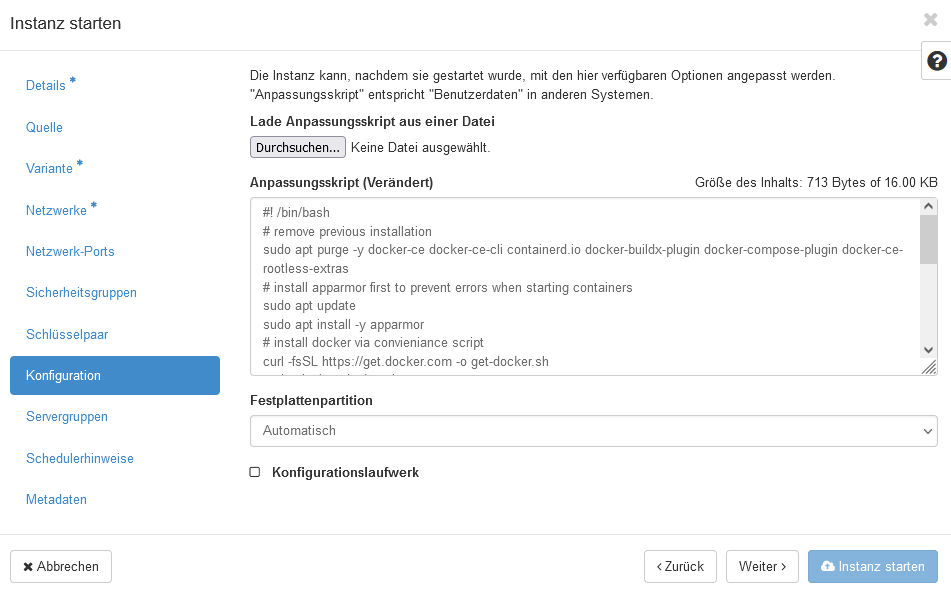 Instanz starten
Details *
Quelle
Variante *
Netzwerke *
Netzwerk-Ports
Sicherheitsgruppen
Schlüsselpaar
Konfiguration
Servergruppen
Schedulerhinweise
Metadaten
Die Instanz kann, nachdem sie gestartet wurde, mit den hier verfügbaren Optionen angepasst werden.
"Anpassungsskript" entspricht "Benutzerdaten" in anderen Systemen.
Lade Anpassungsskript aus einer Datei
Durchsuchen... Keine Datei ausgewählt.
Anpassungsskript (Verändert) Größe des Inhalts: 713 Bytes of 16.00 KB
#! /bin/bash
# remove previous installation
sudo apt purge -y docker-ce docker-ce-cli containerd.io docker-buildx-plugin docker-compose-plugin docker-ce-
rootless-extras
# install apparmor first to prevent errors when starting containers
sudo apt update
sudo apt install -y apparmor
# install docker via convieniance script
curl -fsSL https://get.docker.com -o get-docker.sh
Festplattenpartition
Automatisch
Konfigurationslaufwerk
Abbrechen
‹ Zurück
Weiter ›
Instanz starten